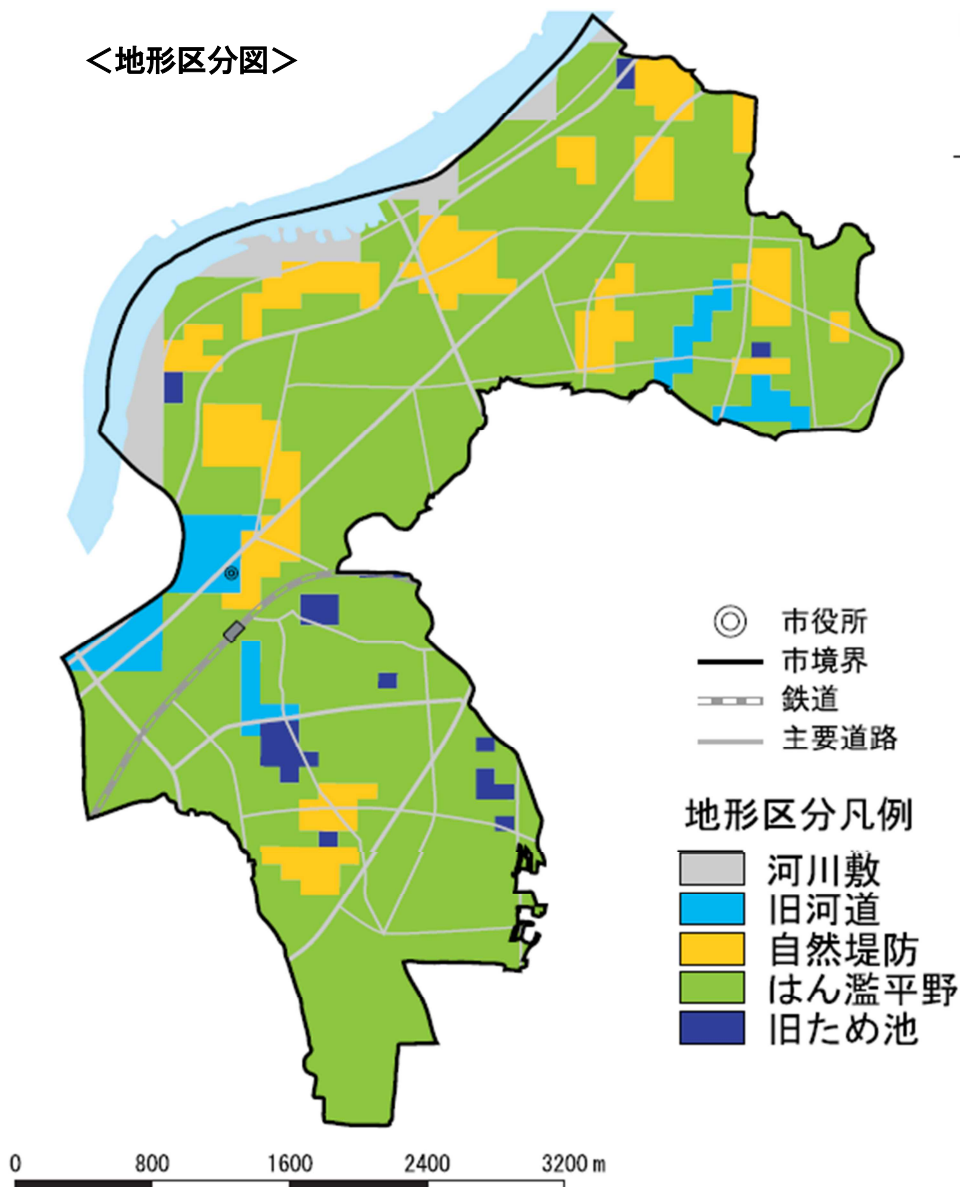 ＜地形区分図＞
市役所
市境界
鉄道
主要道路
地形区分凡例
河川敷
旧河道
自然堤防
はん濫平野
旧ため池
0 800 1600 2400 3200 m